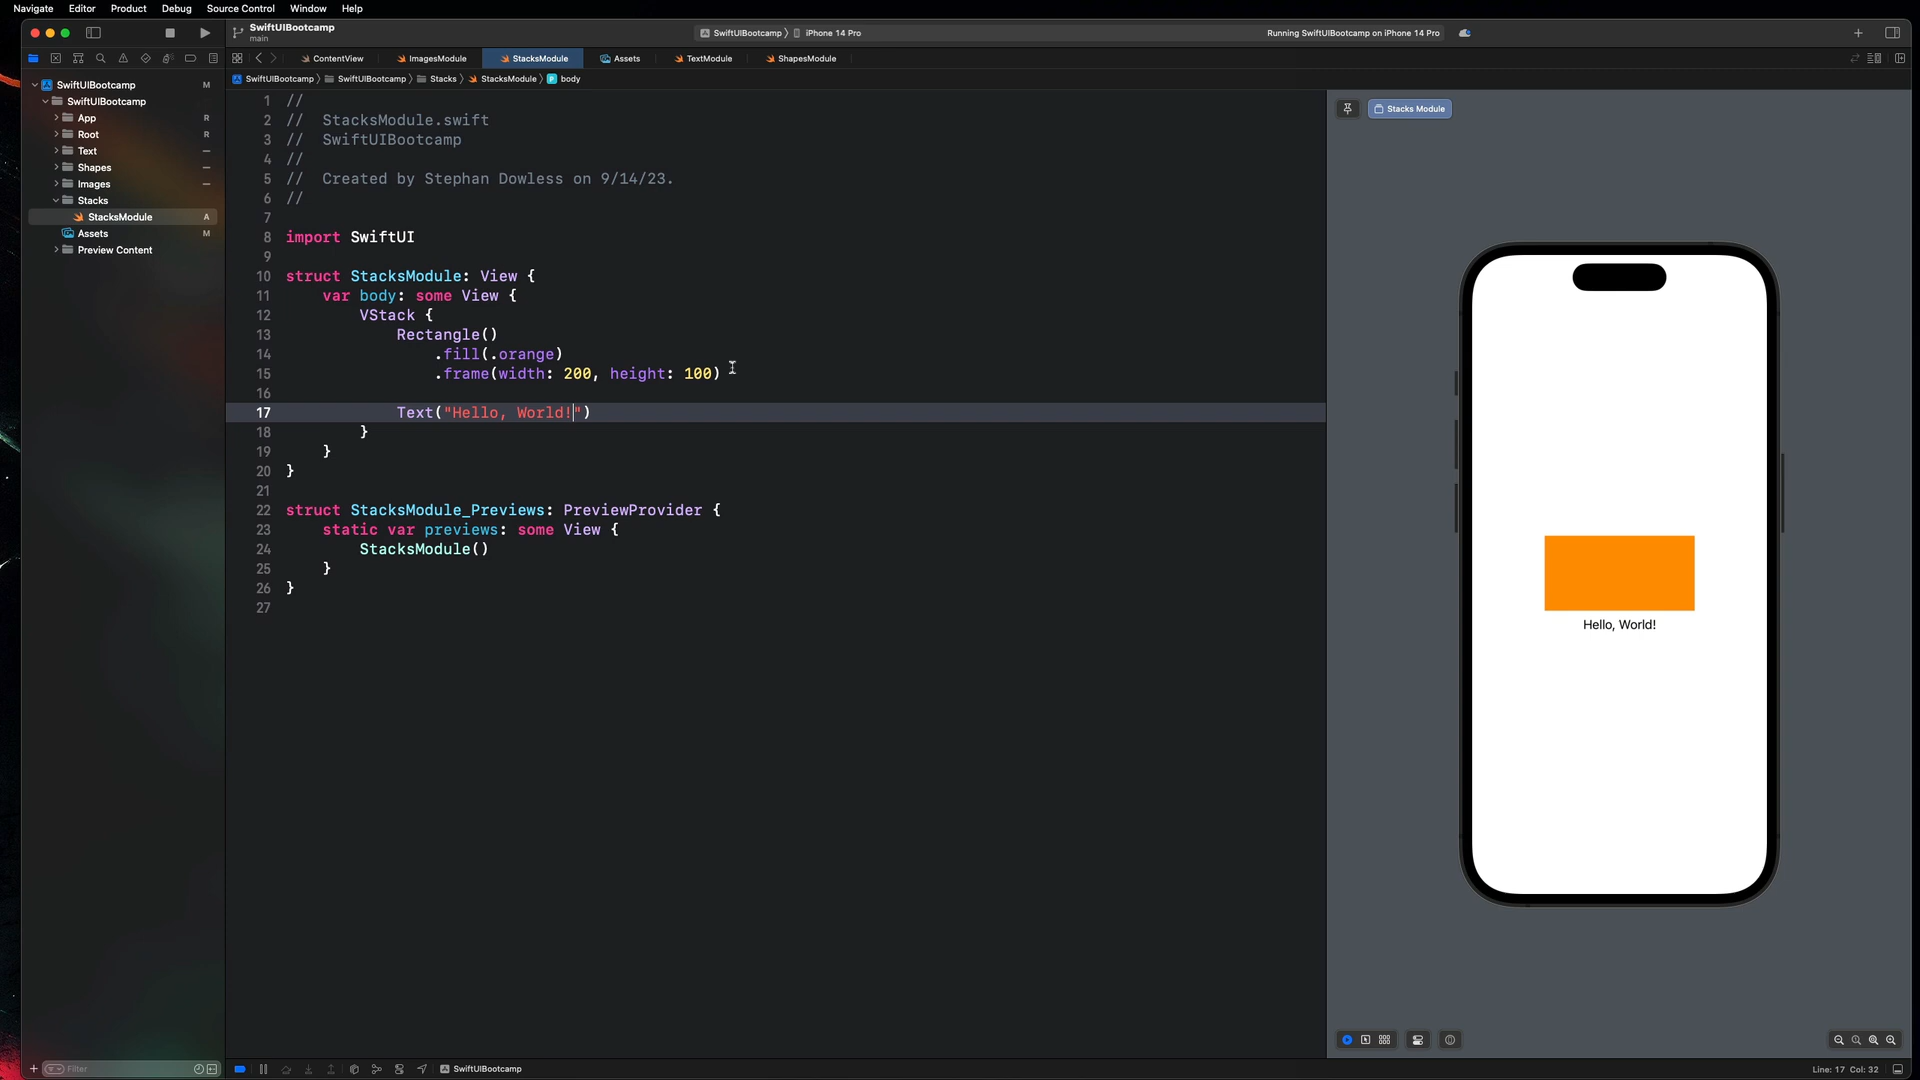 Navigate Editor Product Debug Source Control Window Help
SwiftUIBootcamp
main
SwiftUIBootcamp iPhone 14 Pro
Running SwiftUIBootcamp on iPhone 14 Pro
ContentView ImagesModule StacksModule Assets TextModule ShapesModule
SwiftUIBootcamp SwiftUIBootcamp Stacks StacksModule body
SwiftUIBootcamp M
SwiftUIBootcamp
App R
Root R
Text
Shapes
Images
Stacks
StacksModule A
Assets M
Preview Content
1 //
2 //  StacksModule.swift
3 //  SwiftUIBootcamp
4 //
5 //  Created by Stephan Dowless on 9/14/23.
6 //
7
8 import SwiftUI
9
10 struct StacksModule: View {
11     var body: some View {
12         VStack {
13             Rectangle()
14                 .fill(.orange)
15                 .frame(width: 200, height: 100)
16
17             Text("Hello, World!")
18         }
19     }
20 }
21
22 struct StacksModule_Previews: PreviewProvider {
23     static var previews: some View {
24         StacksModule()
25     }
26 }
27
Stacks Module
Hello, World!
Filter
SwiftUIBootcamp
Line: 17 Col: 32